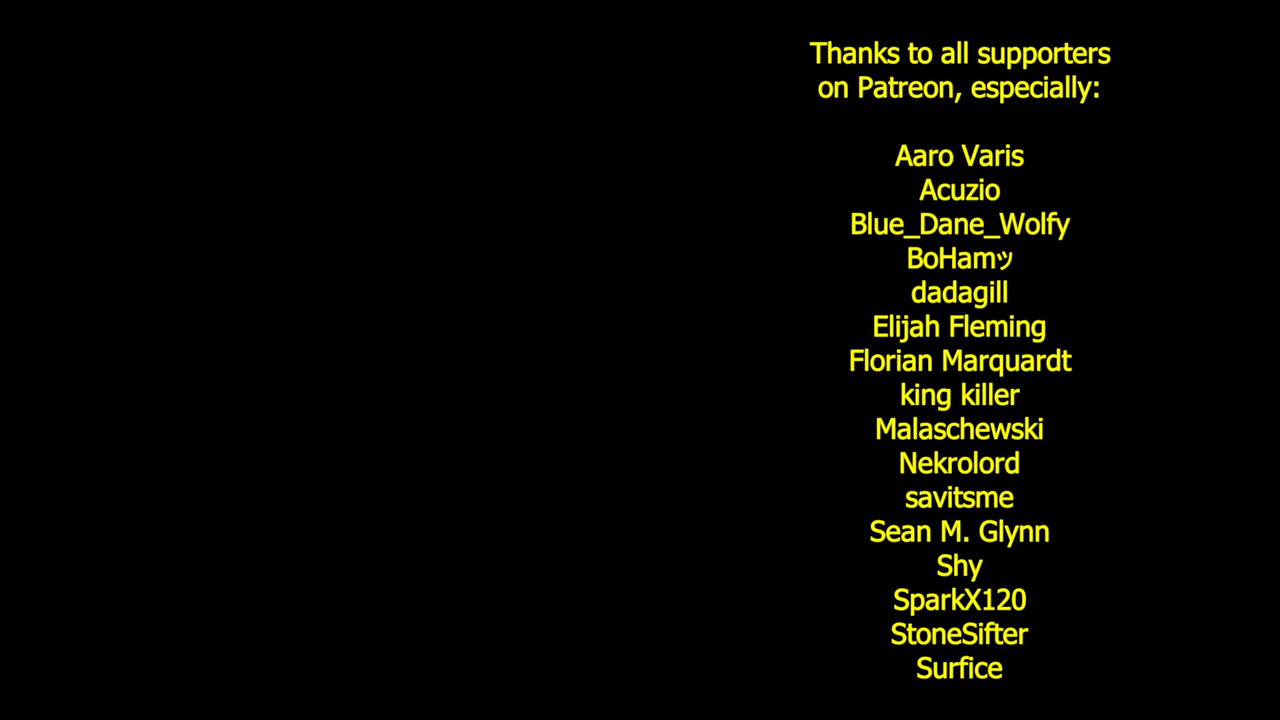 Thanks to all supporters
on Patreon, especially:
Aaro Varis
Acuzio
Blue_Dane_Wolfy
BoHamッ
dadagill
Elijah Fleming
Florian Marquardt
king killer
Malaschewski
Nekrolord
savitsme
Sean M. Glynn
Shy
SparkX120
StoneSifter
Surfice